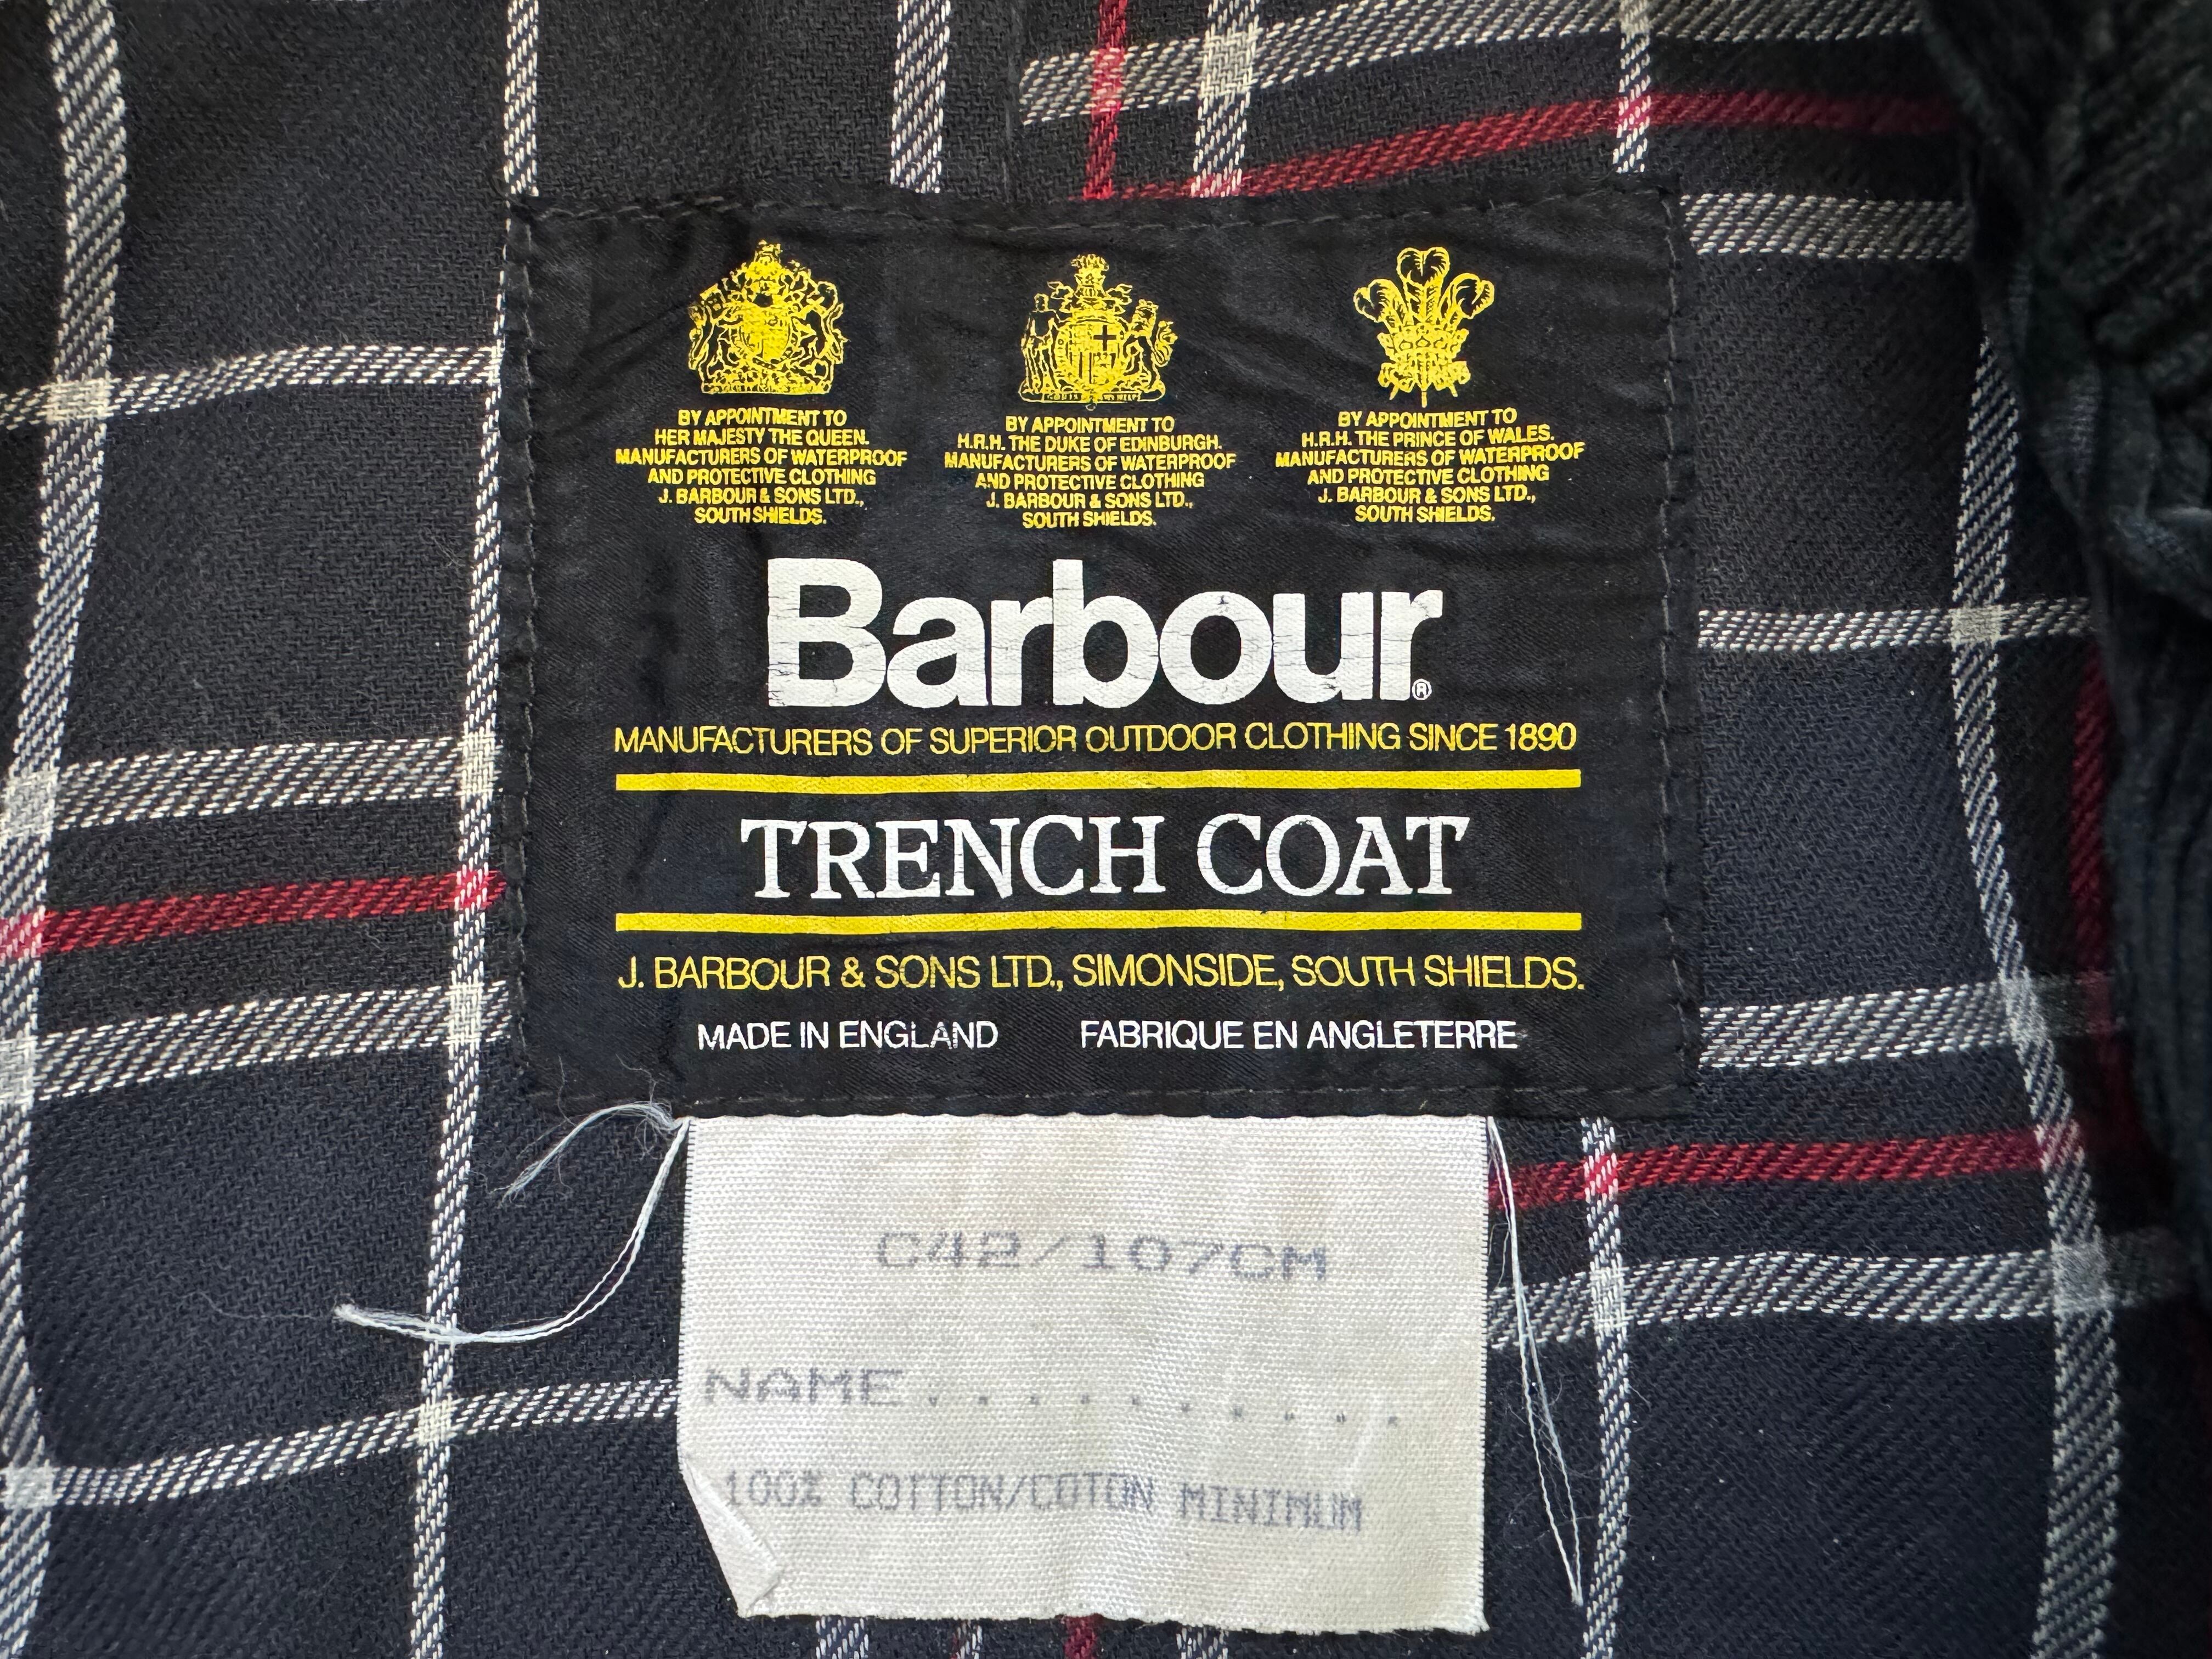 BY APPOINTMENT TO
HER MAJESTY THE QUEEN.
MANUFACTURERS OF WATERPROOF
AND PROTECTIVE CLOTHING
J. BARBOUR & SONS LTD.,
SOUTH SHIELDS.
BY APPOINTMENT TO
H.R.H. THE DUKE OF EDINBURGH.
MANUFACTURERS OF WATERPROOF
AND PROTECTIVE CLOTHING
J. BARBOUR & SONS LTD.,
SOUTH SHIELDS.
BY APPOINTMENT TO
H.R.H. THE PRINCE OF WALES.
MANUFACTURERS OF WATERPROOF
AND PROTECTIVE CLOTHING
J. BARBOUR & SONS LTD.,
SOUTH SHIELDS.
Barbour®
MANUFACTURERS OF SUPERIOR OUTDOOR CLOTHING SINCE 1890
TRENCH COAT
J. BARBOUR & SONS LTD., SIMONSIDE, SOUTH SHIELDS.
MADE IN ENGLAND FABRIQUE EN ANGLETERRE
C42/107CM
NAME..........
100% COTTON/COTON MINIMUM